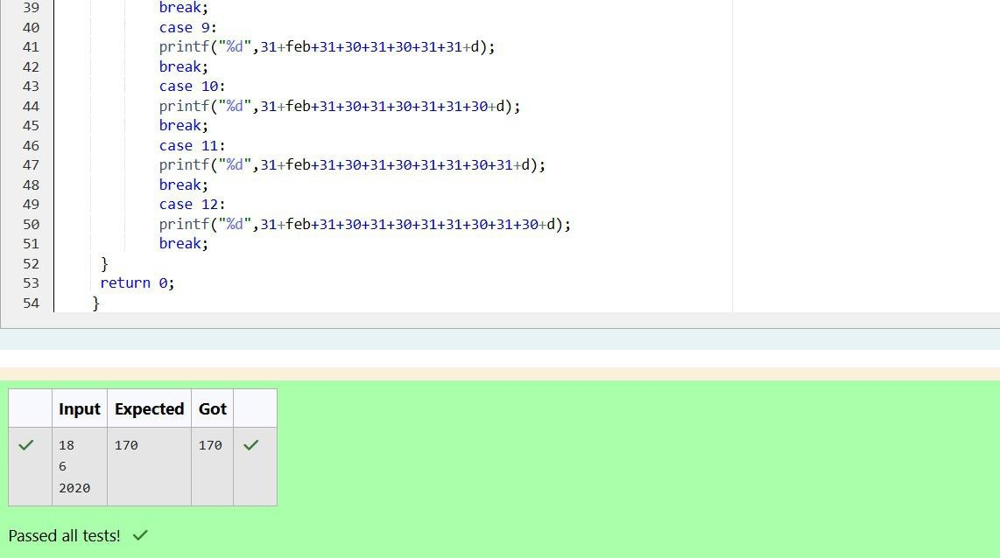 39 break;
40 case 9:
41 printf("%d",31+feb+31+30+31+30+31+31+d);
42 break;
43 case 10:
44 printf("%d",31+feb+31+30+31+30+31+31+30+d);
45 break;
46 case 11:
47 printf("%d",31+feb+31+30+31+30+31+31+30+31+d);
48 break;
49 case 12:
50 printf("%d",31+feb+31+30+31+30+31+31+30+31+30+d);
51 break;
52 }
53 return 0;
54 }
Input Expected Got
18 170 170
6
2020
Passed all tests!